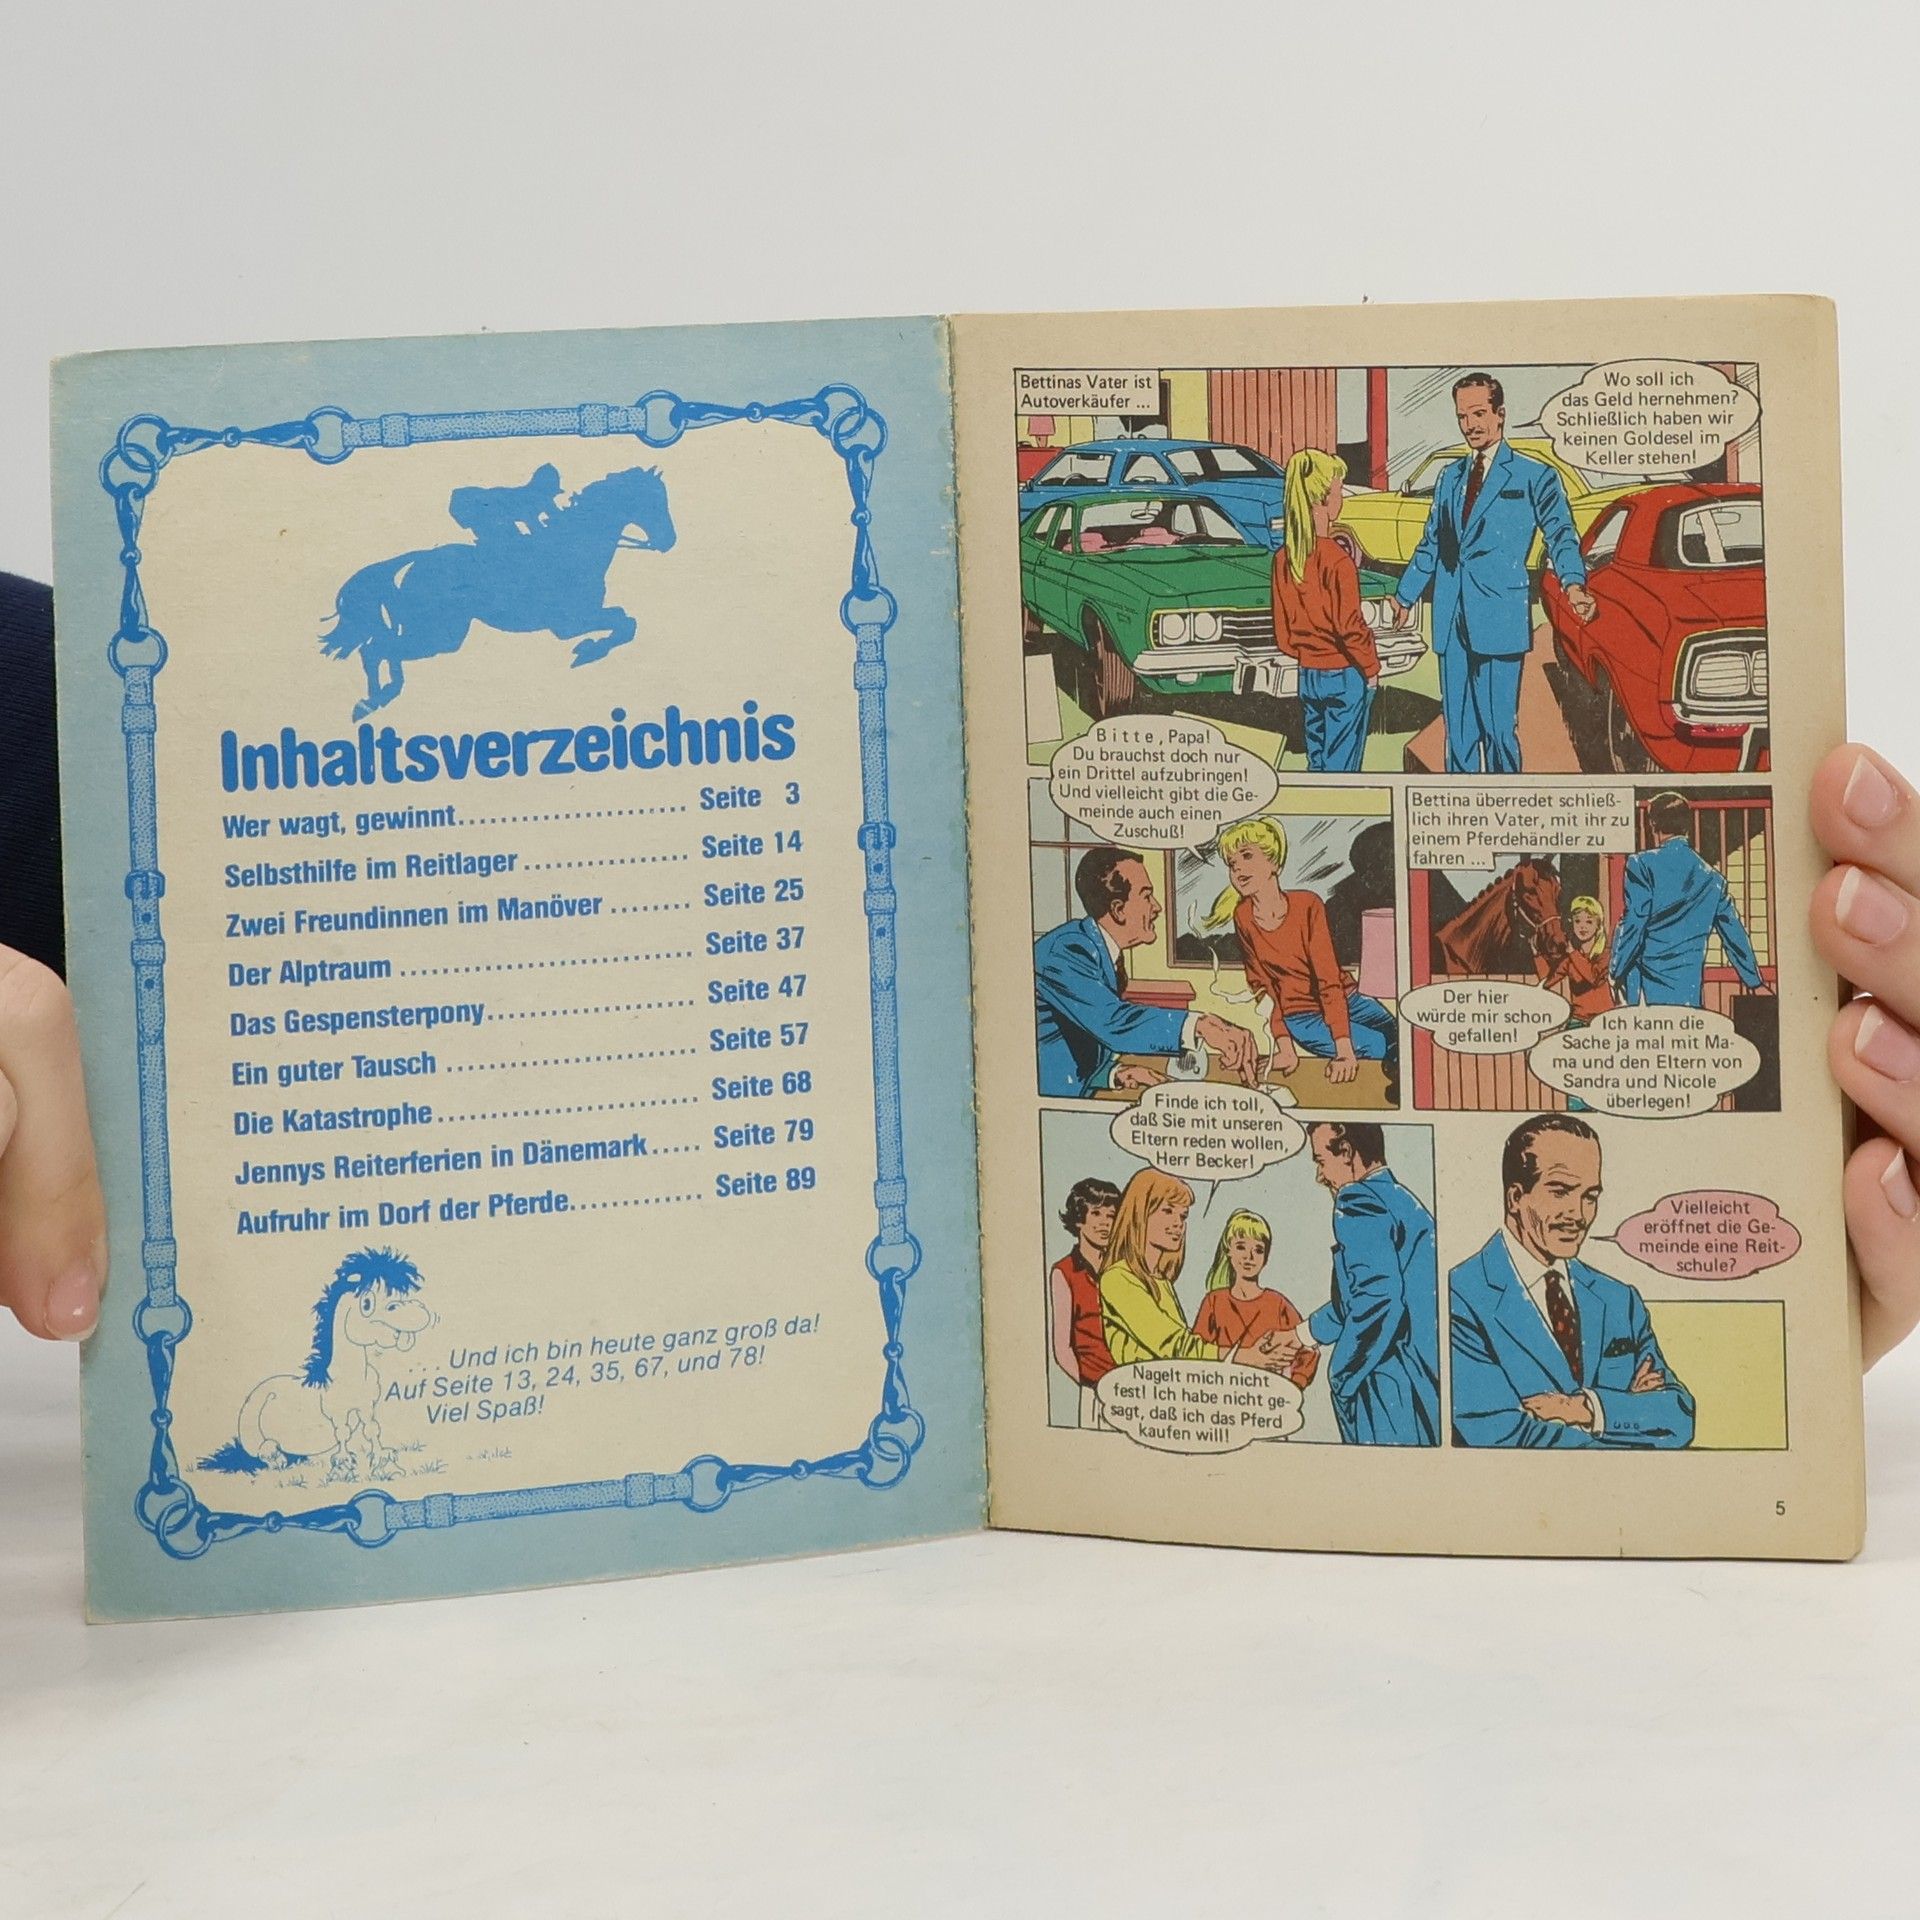 Inhaltsverzeichnis
Wer wagt, gewinnt...................... Seite 3
Selbsthilfe im Reitlager ................ Seite 14
Zwei Freundinnen im Manöver ........ Seite 25
Der Alptraum ............................ Seite 37
Das Gespensterpony.................... Seite 47
Ein guter Tausch ........................ Seite 57
Die Katastrophe......................... Seite 68
Jennys Reiterferien in Dänemark..... Seite 79
Aufruhr im Dorf der Pferde............. Seite 89
... Und ich bin heute ganz groß da!
Auf Seite 13, 24, 35, 67, und 78!
Viel Spaß!
Bettinas Vater ist
Autoverkäufer ...
Wo soll ich
das Geld hernehmen?
Schließlich haben wir
keinen Goldesel im
Keller stehen!
Bitte, Papa!
Du brauchst doch nur
ein Drittel aufzubringen!
Und vielleicht gibt die Ge-
meinde auch einen
Zuschuß!
Bettina überredet schließ-
lich ihren Vater, mit ihr zu
einem Pferdehändler zu
fahren ...
Der hier
würde mir schon
gefallen!
Ich kann die
Sache ja mal mit Ma-
ma und den Eltern von
Sandra und Nicole
überlegen!
Finde ich toll,
daß Sie mit unseren
Eltern reden wollen,
Herr Becker!
Nagelt mich nicht
fest! Ich habe nicht ge-
sagt, daß ich das Pferd
kaufen will!
Vielleicht
eröffnet die Ge-
meinde eine Reit-
schule?
5